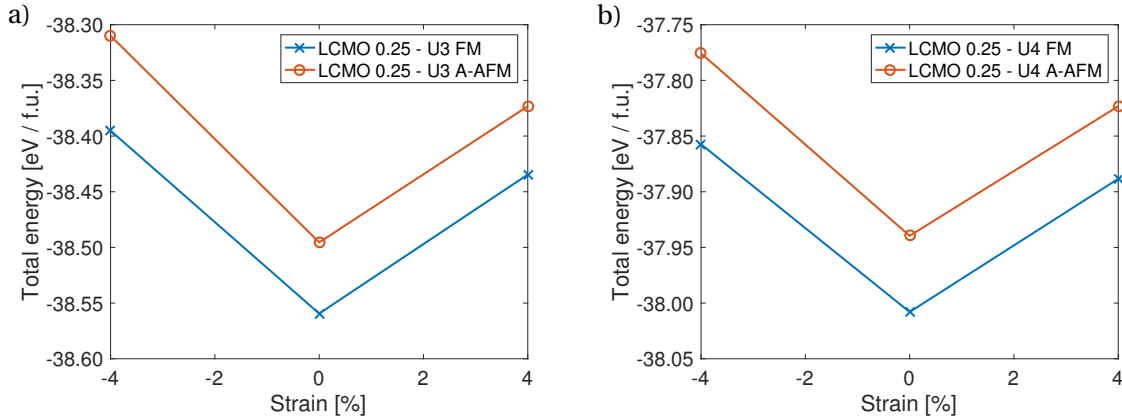 a)
Total energy [eV / f.u.]
-38.30
-38.35
-38.40
-38.45
-38.50
-38.55
-38.60
LCMO 0.25 - U3 FM
LCMO 0.25 - U3 A-AFM
-4
-2
0
2
4
Strain [%]
b)
Total energy [eV / f.u.]
-37.75
-37.80
-37.85
-37.90
-37.95
-38.00
-38.05
LCMO 0.25 - U4 FM
LCMO 0.25 - U4 A-AFM
-4
-2
0
2
4
Strain [%]